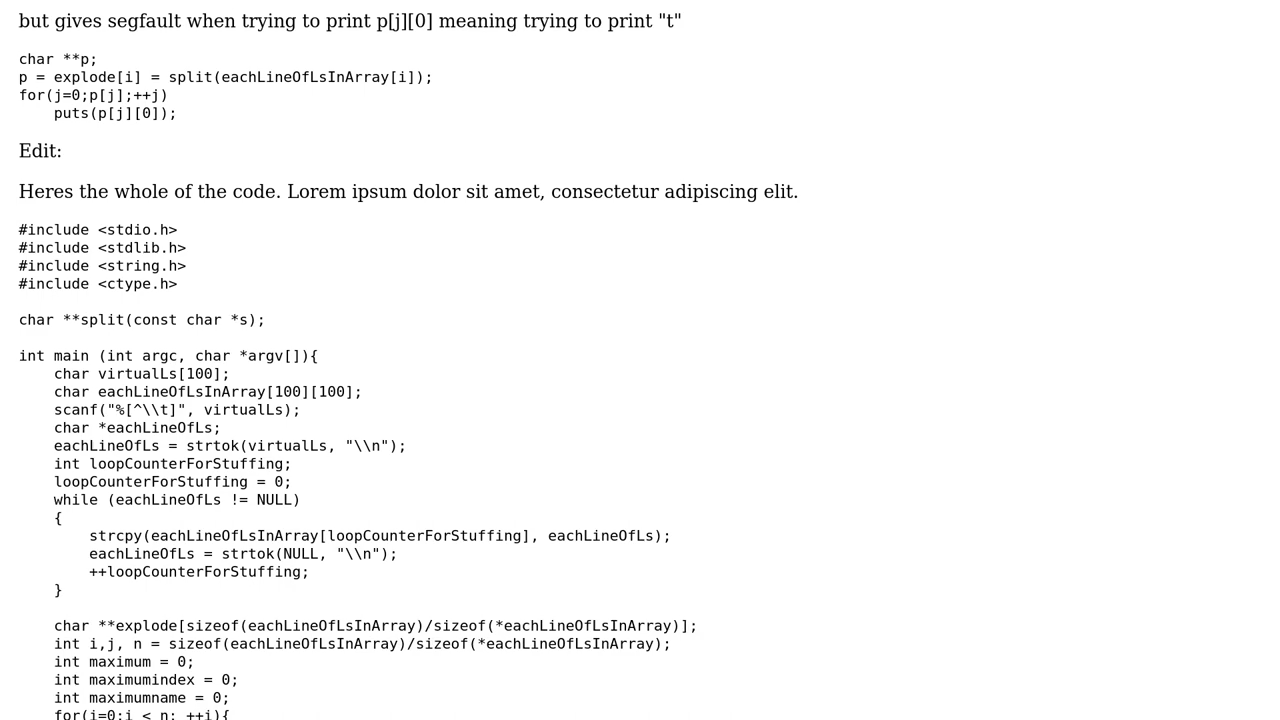 but gives segfault when trying to print p[j][0] meaning trying to print "t"
char **p;
p = explode[i] = split(eachLineOfLsInArray[i]);
for(j=0;p[j];++j)
    puts(p[j][0]);
Edit:
Heres the whole of the code. Lorem ipsum dolor sit amet, consectetur adipiscing elit.
#include <stdio.h>
#include <stdlib.h>
#include <string.h>
#include <ctype.h>
char **split(const char *s);
int main (int argc, char *argv[]){
    char virtualLs[100];
    char eachLineOfLsInArray[100][100];
    scanf("%[^\\t]", virtualLs);
    char *eachLineOfLs;
    eachLineOfLs = strtok(virtualLs, "\\n");
    int loopCounterForStuffing;
    loopCounterForStuffing = 0;
    while (eachLineOfLs != NULL)
    {
        strcpy(eachLineOfLsInArray[loopCounterForStuffing], eachLineOfLs);
        eachLineOfLs = strtok(NULL, "\\n");
        ++loopCounterForStuffing;
    }
    char **explode[sizeof(eachLineOfLsInArray)/sizeof(*eachLineOfLsInArray)];
    int i,j, n = sizeof(eachLineOfLsInArray)/sizeof(*eachLineOfLsInArray);
    int maximum = 0;
    int maximumindex = 0;
    int maximumname = 0;
    for(i=0;i < n; ++i){